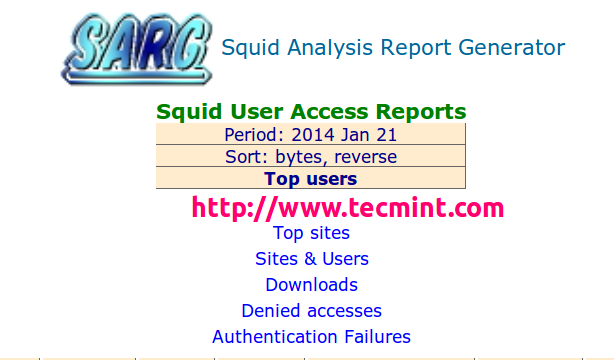 SARG
Squid Analysis Report Generator
Squid User Access Reports
Period: 2014 Jan 21
Sort: bytes, reverse
Top users
http://www.tecmint.com
Top sites
Sites & Users
Downloads
Denied accesses
Authentication Failures